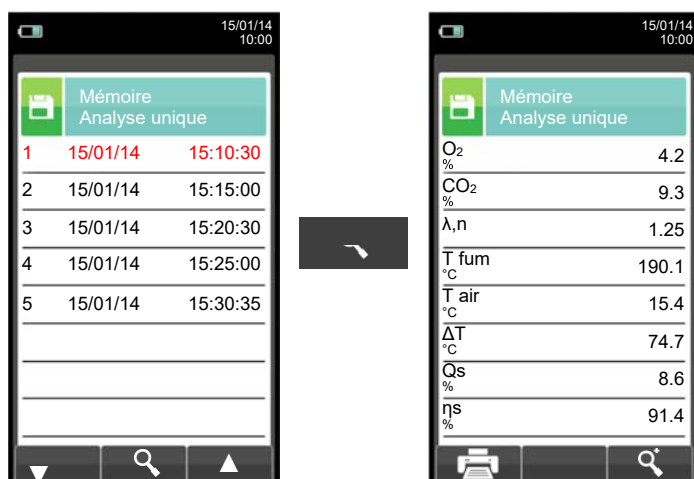 15/01/14
10:00
Mémoire
Analyse unique
1 15/01/14 15:10:30
2 15/01/14 15:15:00
3 15/01/14 15:20:30
4 15/01/14 15:25:00
5 15/01/14 15:30:35
15/01/14
10:00
Mémoire
Analyse unique
O2 % 4.2
CO2 % 9.3
λ,n 1.25
T fum °C 190.1
T air °C 15.4
ΔT °C 74.7
Qs % 8.6
ηs % 91.4